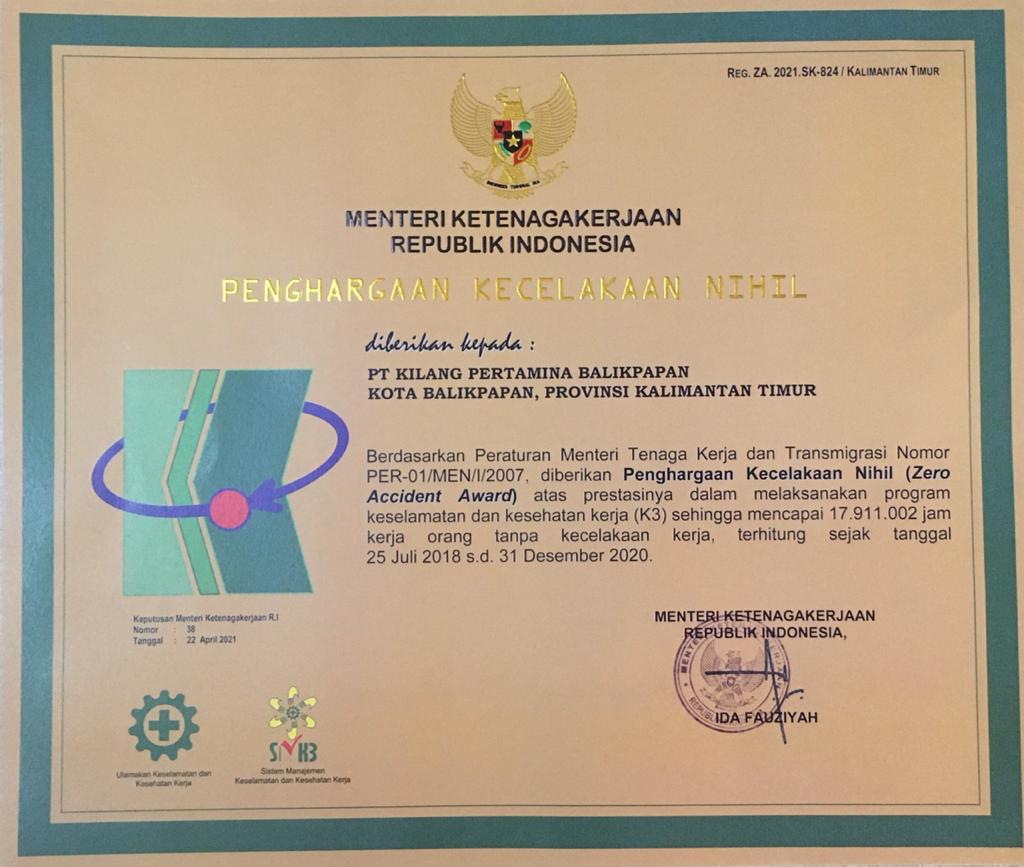 REG. ZA. 2021.SK-824 / KALIMANTAN TIMUR
MENTERI KETENAGAKERJAAN
REPUBLIK INDONESIA
PENGHARGAAN KECELAKAAN NIHIL
diberikan kepada :
PT KILANG PERTAMINA BALIKPAPAN
KOTA BALIKPAPAN, PROVINSI KALIMANTAN TIMUR
Berdasarkan Peraturan Menteri Tenaga Kerja dan Transmigrasi Nomor
PER-01/MEN/I/2007, diberikan Penghargaan Kecelakaan Nihil (Zero
Accident Award) atas prestasinya dalam melaksanakan program
keselamatan dan kesehatan kerja (K3) sehingga mencapai 17.911.002 jam
kerja orang tanpa kecelakaan kerja, terhitung sejak tanggal
25 Juli 2018 s.d. 31 Desember 2020.
Keputusan Menteri Ketenagakerjaan R.I
Nomor : 38
Tanggal : 22 April 2021
MENTERI KETENAGAKERJAAN
REPUBLIK INDONESIA,
IDA FAUZIYAH
Utamakan Keselamatan dan
Kesehatan Kerja
Sistem Manajemen
Keselamatan dan Kesehatan Kerja